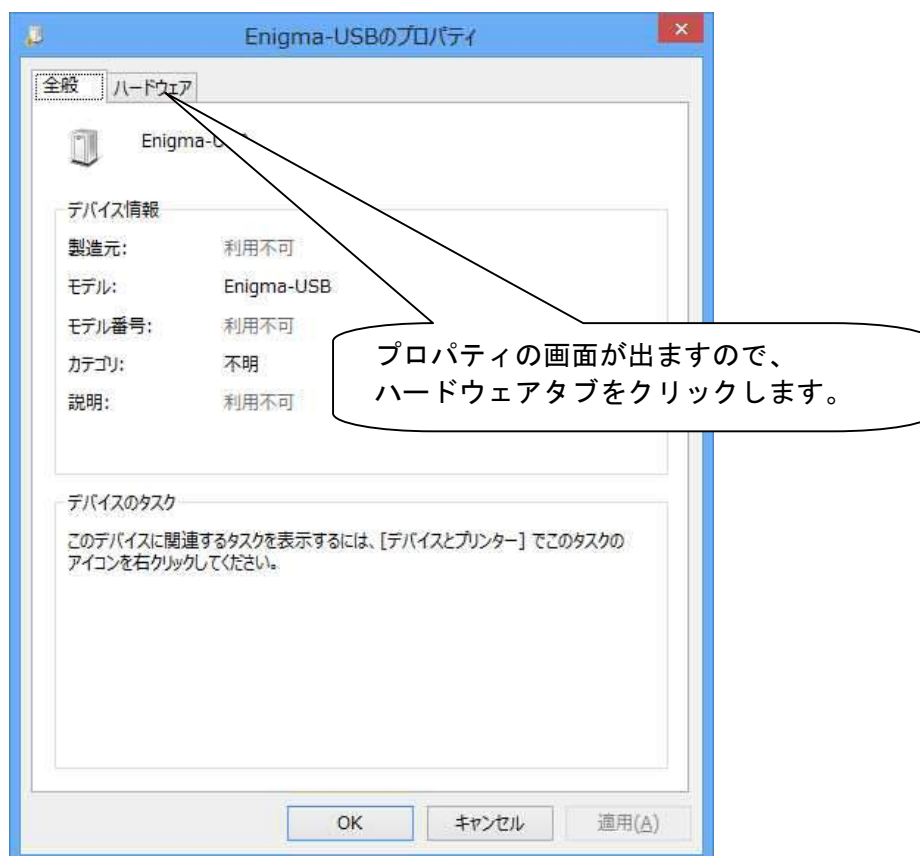 Enigma-USBのプロパティ
全般 ハードウェア
デバイス情報
製造元: 利用不可
モデル: Enigma-USB
モデル番号: 利用不可
カテゴリ: 不明
説明: 利用不可
プロパティの画面が出ますので、
ハードウェアタブをクリックします。
デバイスのタスク
このデバイスに関連するタスクを表示するには、[デバイスとプリンター] でこのタスクの
アイコンを右クリックしてください。
OK キャンセル 適用(A)